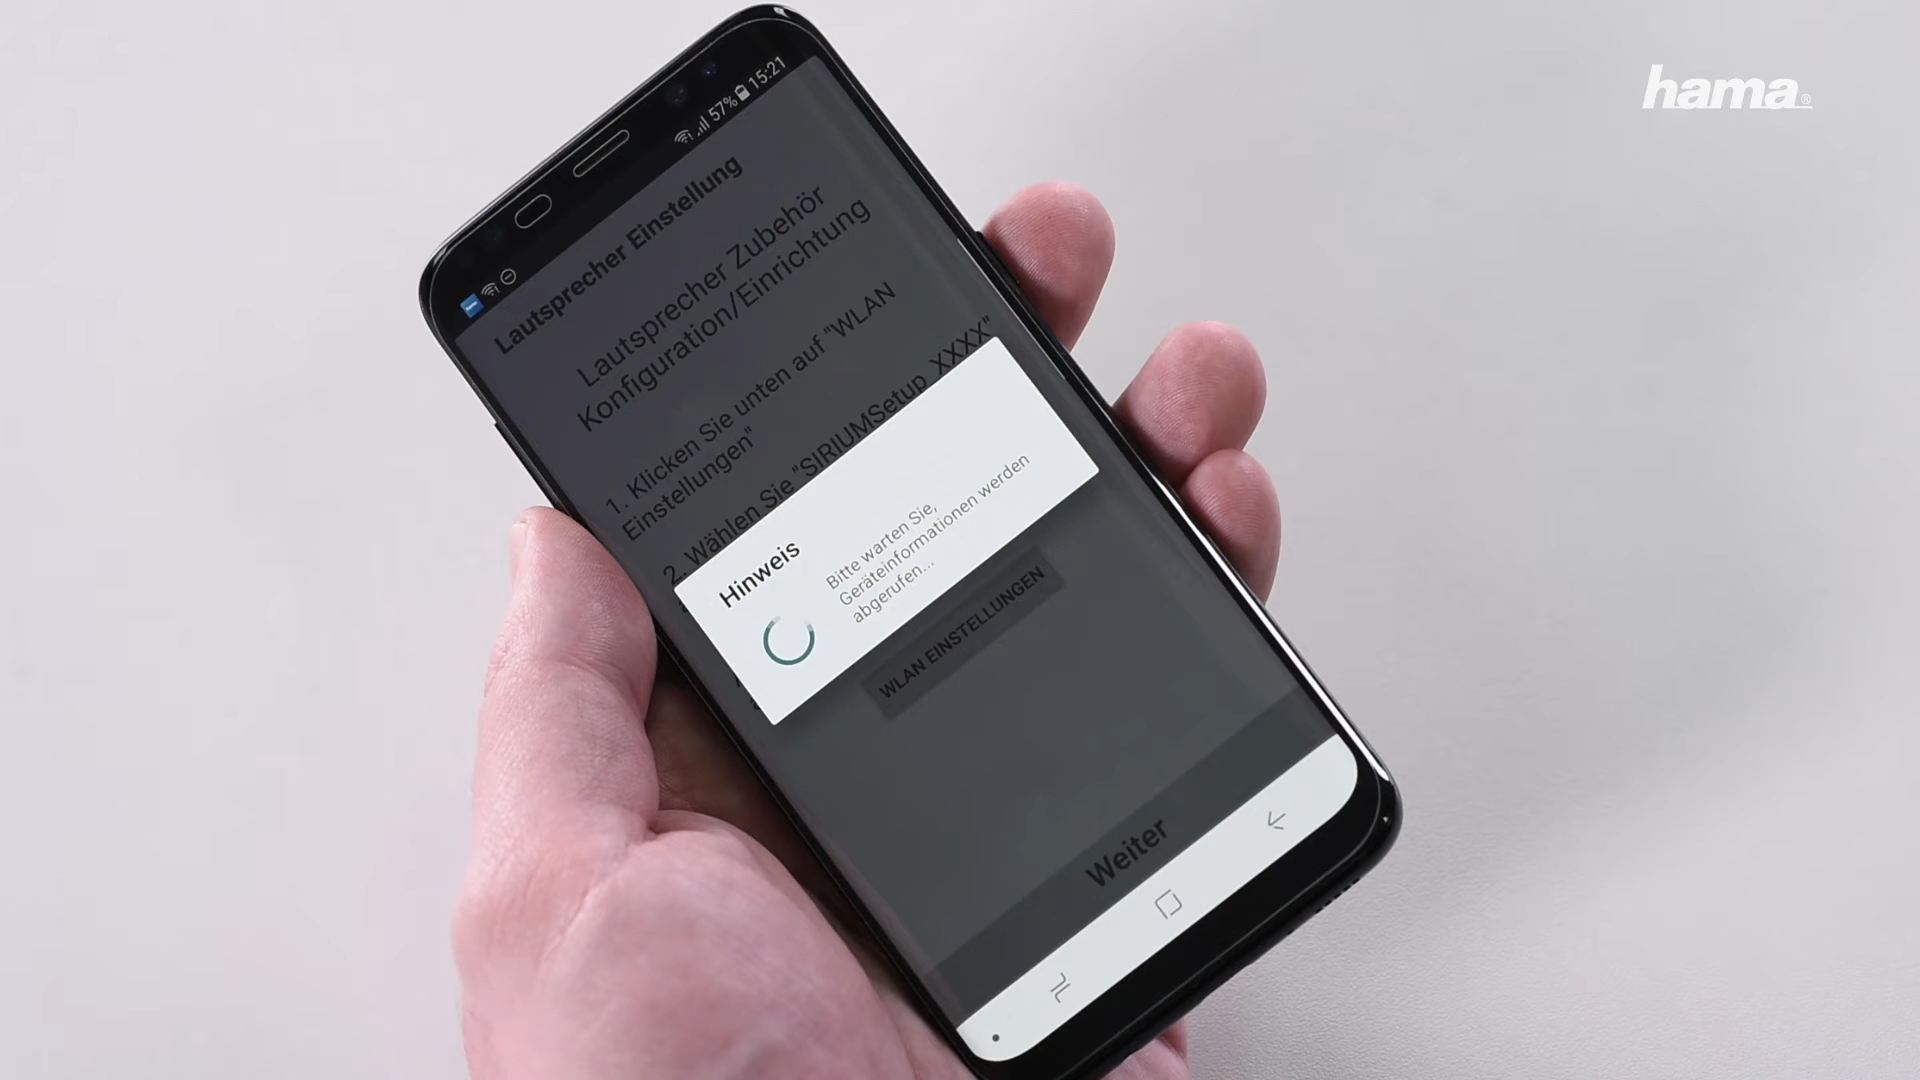 hama®
57% 15:21
Lautsprecher Einstellung
Lautsprecher Zubehör
Konfiguration/Einrichtung
1. Klicken Sie unten auf "WLAN
Einstellungen"
2. Wählen Sie "SIRIUMSetup_XXXX"
Hinweis
Bitte warten Sie,
Geräteinformationen werden
abgerufen...
WLAN EINSTELLUNGEN
Weiter